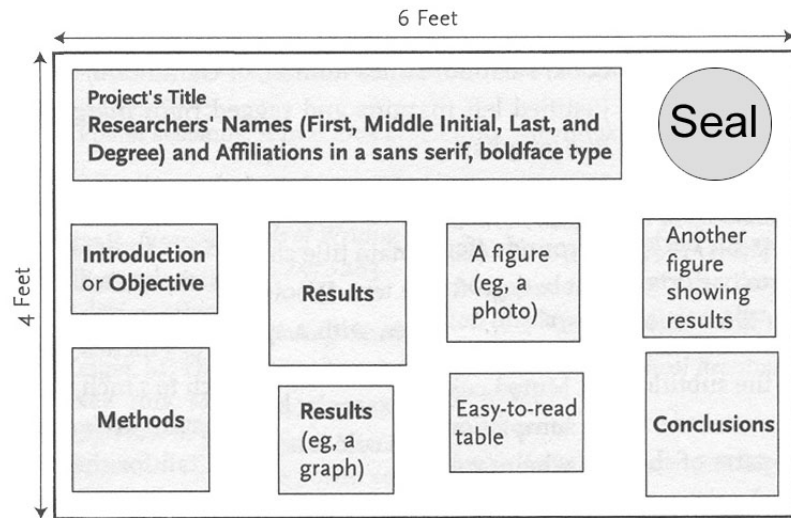 6 Feet
4 Feet
Project's Title
Researchers' Names (First, Middle Initial, Last, and
Degree) and Affiliations in a sans serif, boldface type
Seal
Introduction
or Objective
Results
A figure
(eg, a
photo)
Another
figure
showing
results
Methods
Results
(eg, a
graph)
Easy-to-read
table
Conclusions